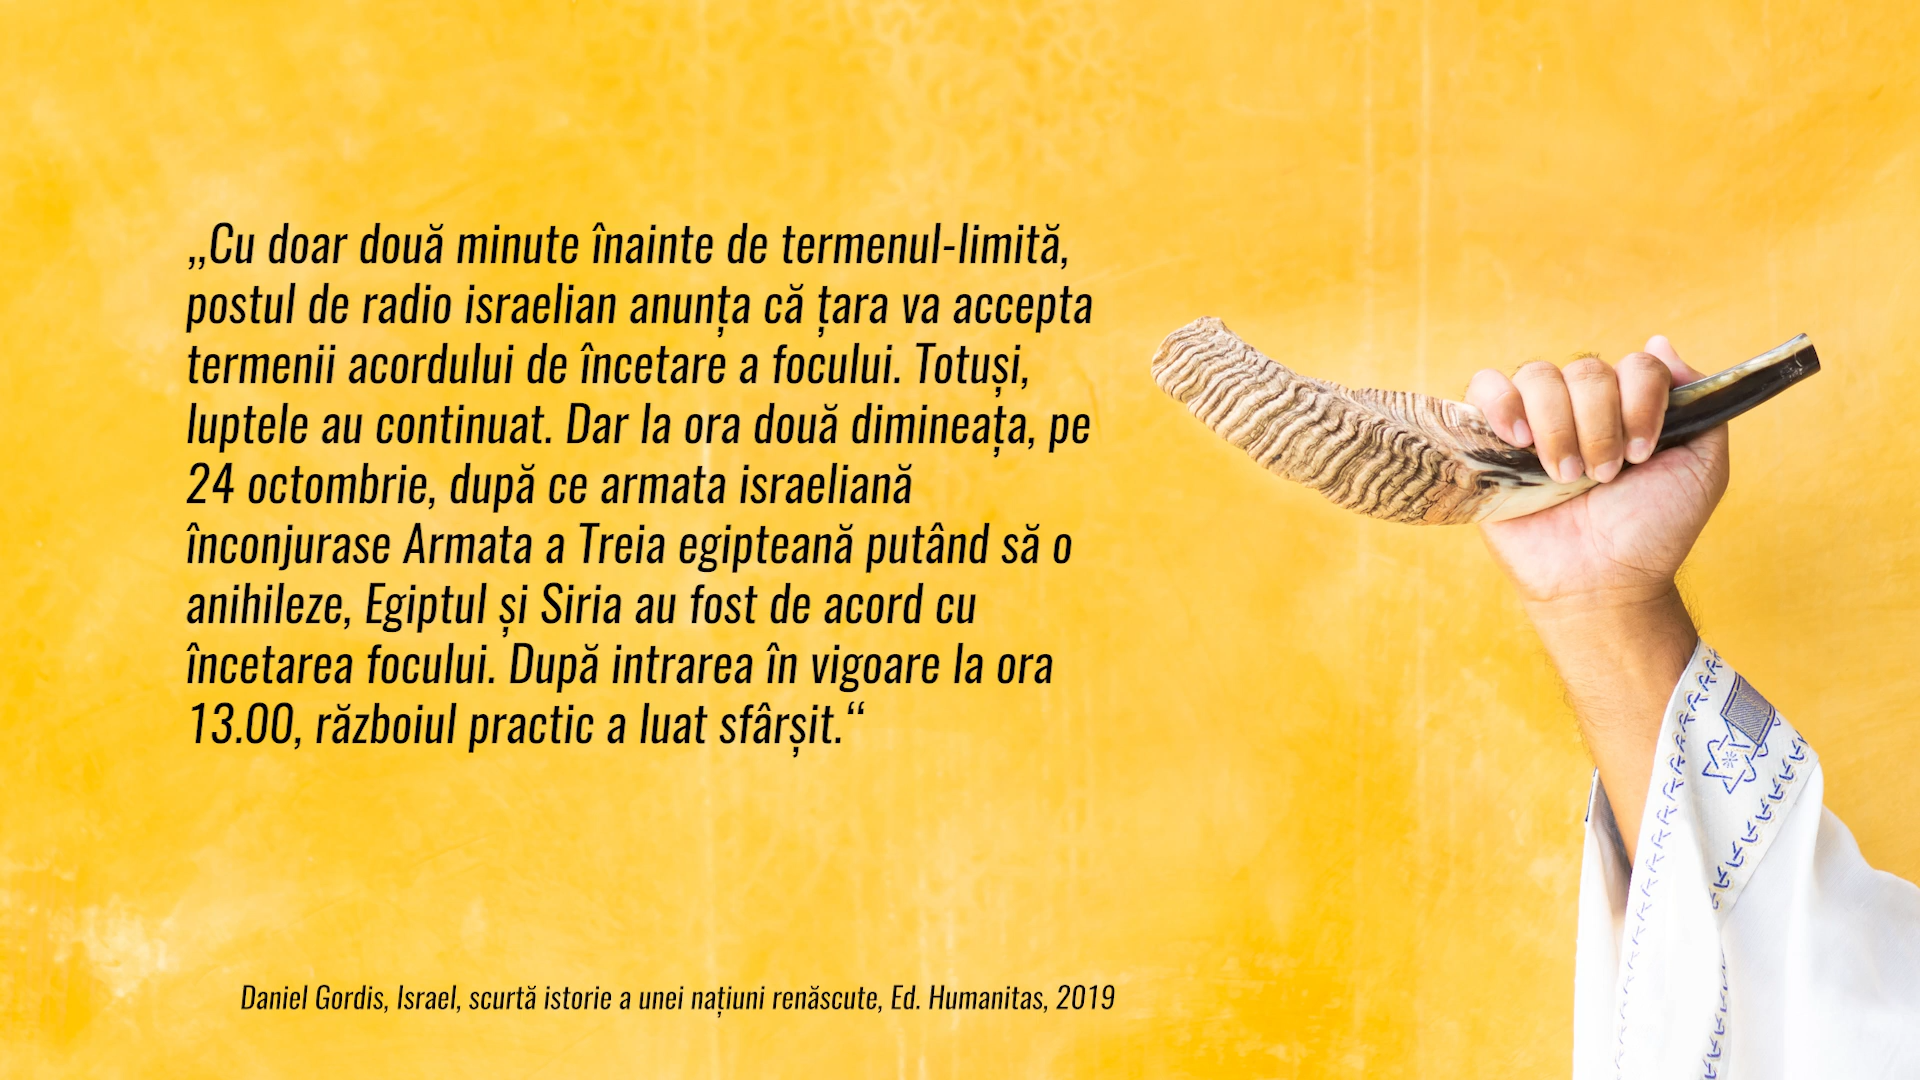 „Cu doar două minute înainte de termenul-limită,
postul de radio israelian anunța că țara va accepta
termenii acordului de încetare a focului. Totuși,
luptele au continuat. Dar la ora două dimineața, pe
24 octombrie, după ce armata israeliană
înconjurase Armata a Treia egipteană putând să o
anihileze, Egiptul și Siria au fost de acord cu
încetarea focului. După intrarea în vigoare la ora
13.00, războiul practic a luat sfârșit.“
Daniel Gordis, Israel, scurtă istorie a unei națiuni renăscute, Ed. Humanitas, 2019